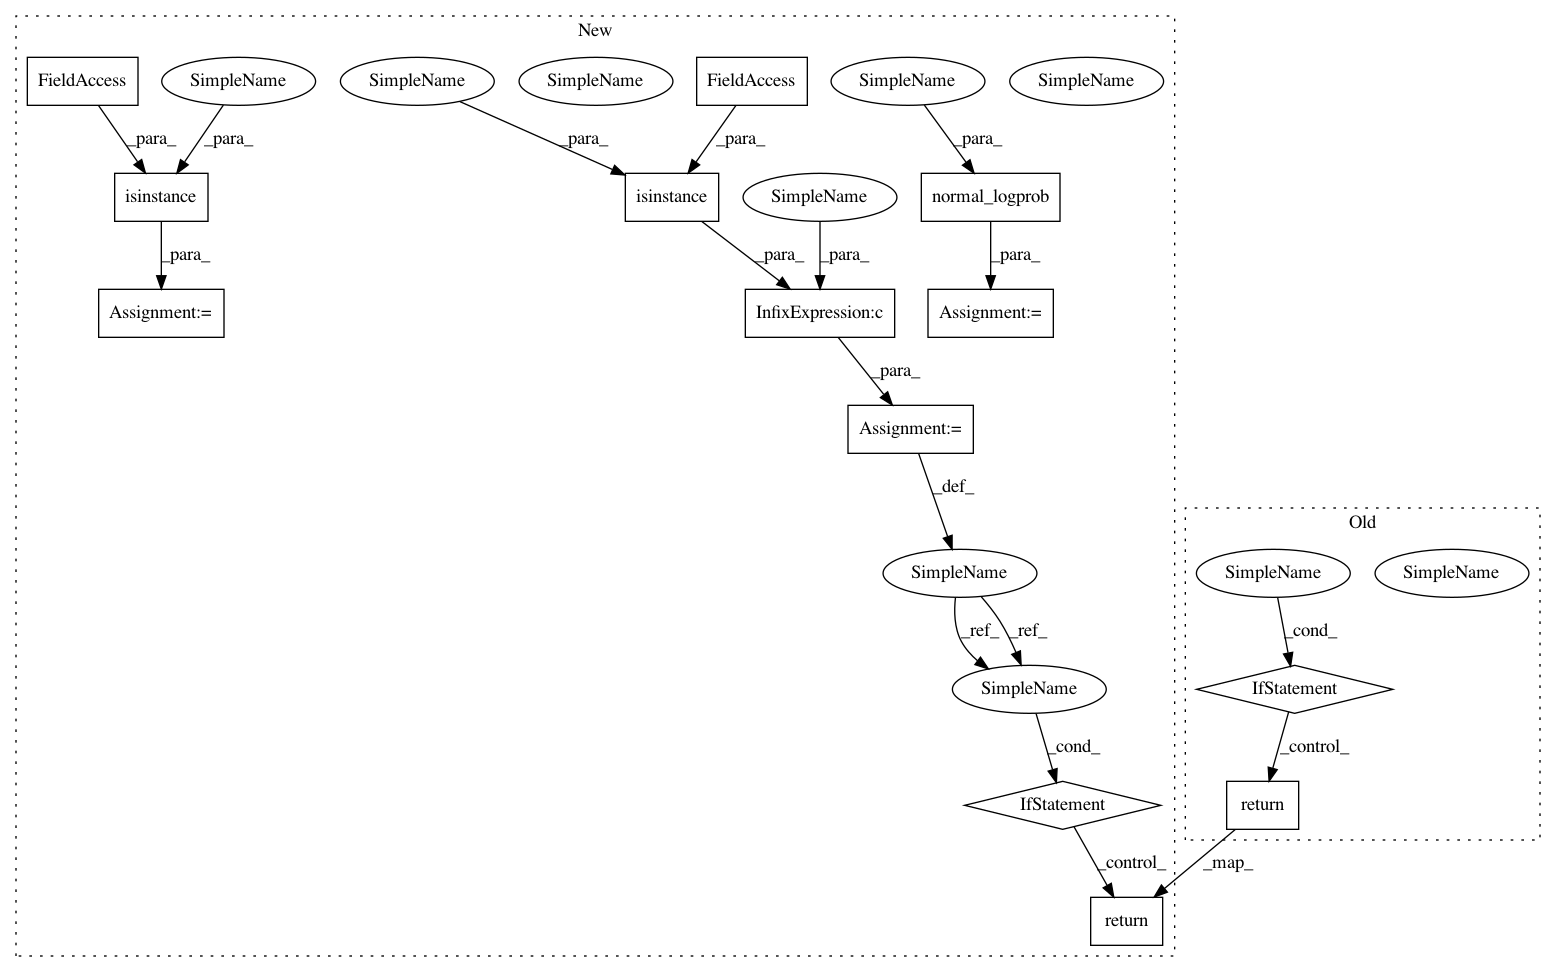 New
FieldAccess
SimpleName
SimpleName
SimpleName
FieldAccess
SimpleName
SimpleName
_para_
_para_
_para_
_para_
_para_
isinstance
isinstance
SimpleName
normal_logprob
_para_
_para_
_para_
_para_
Assignment:=
InfixExpression:c
Assignment:=
_para_
Assignment:=
_def_
Old
SimpleName
SimpleName
SimpleName
_ref_
_ref_
_cond_
SimpleName
IfStatement
_cond_
_control_
IfStatement
return
_control_
_map_
return